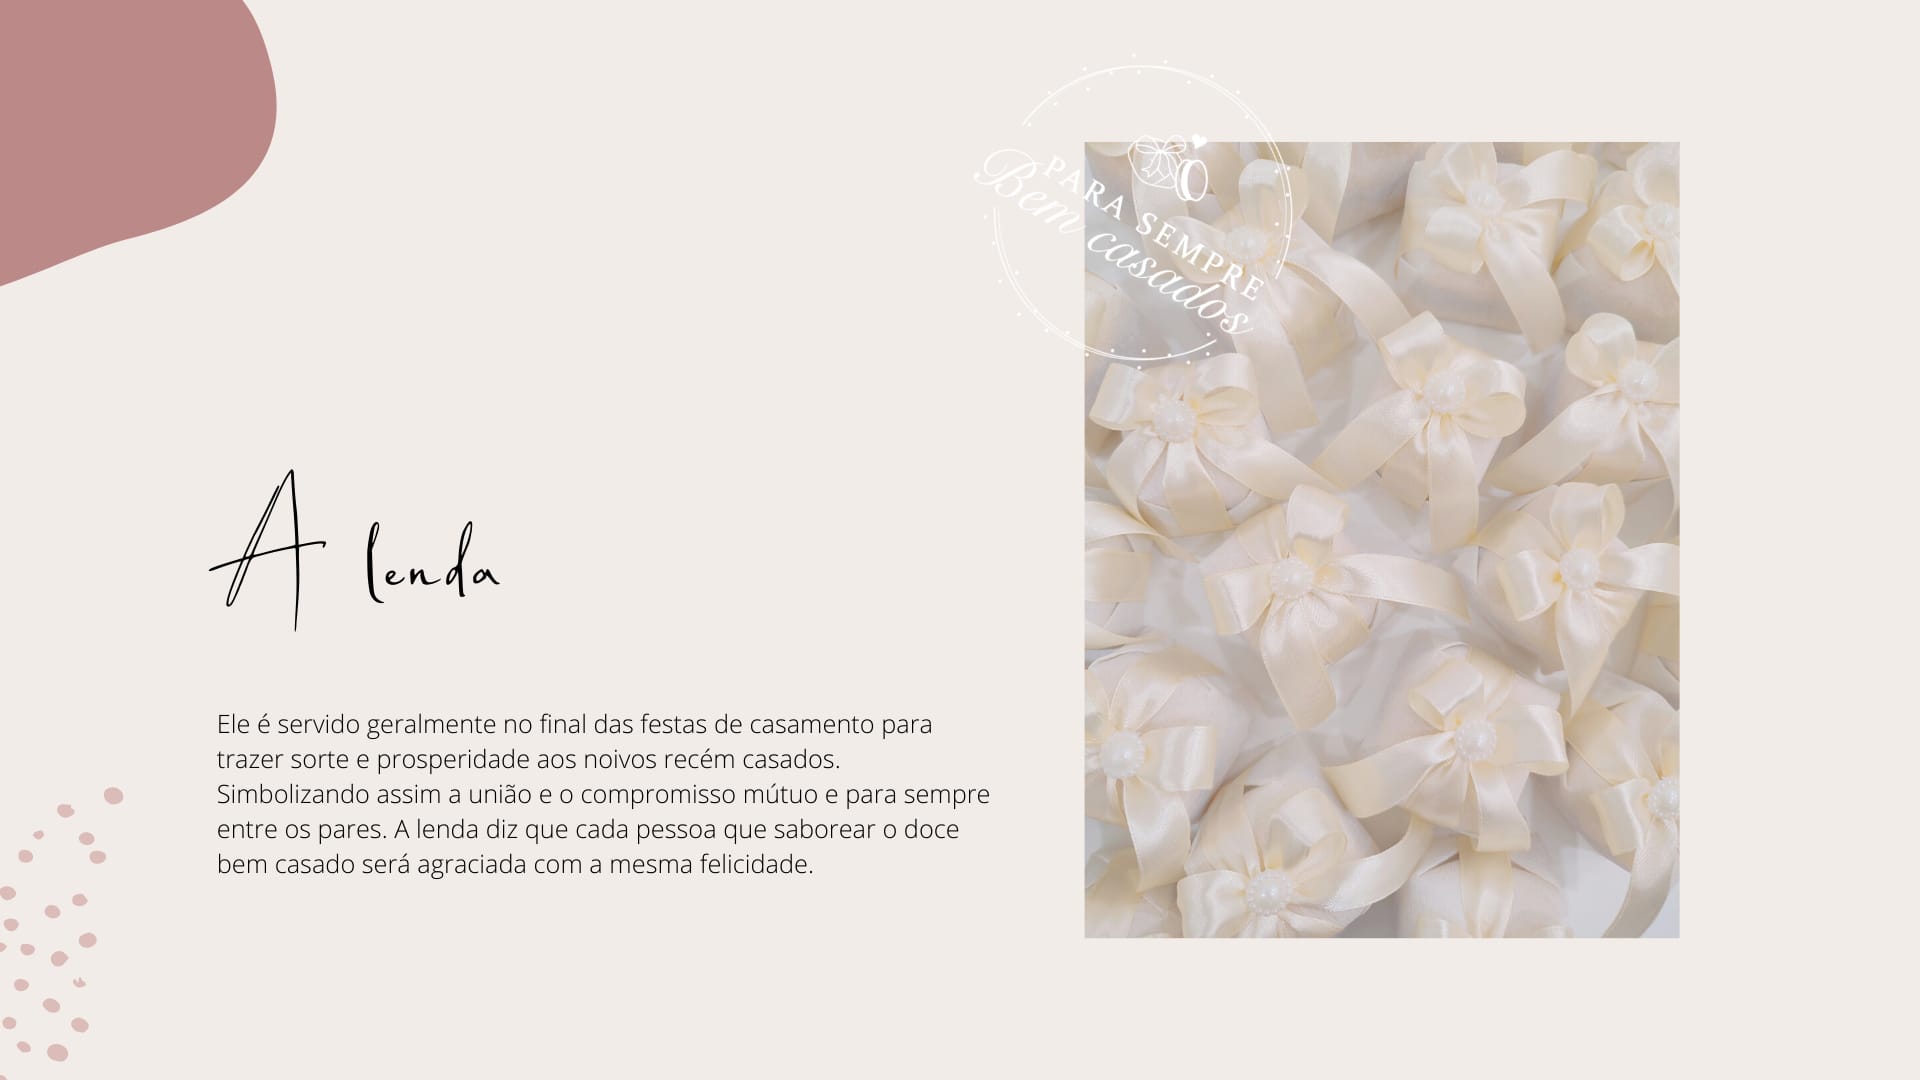 PARA SEMPRE
Bem casados
A lenda
Ele é servido geralmente no final das festas de casamento para
trazer sorte e prosperidade aos noivos recém casados.
Simbolizando assim a união e o compromisso mútuo e para sempre
entre os pares. A lenda diz que cada pessoa que saborear o doce
bem casado será agraciada com a mesma felicidade.